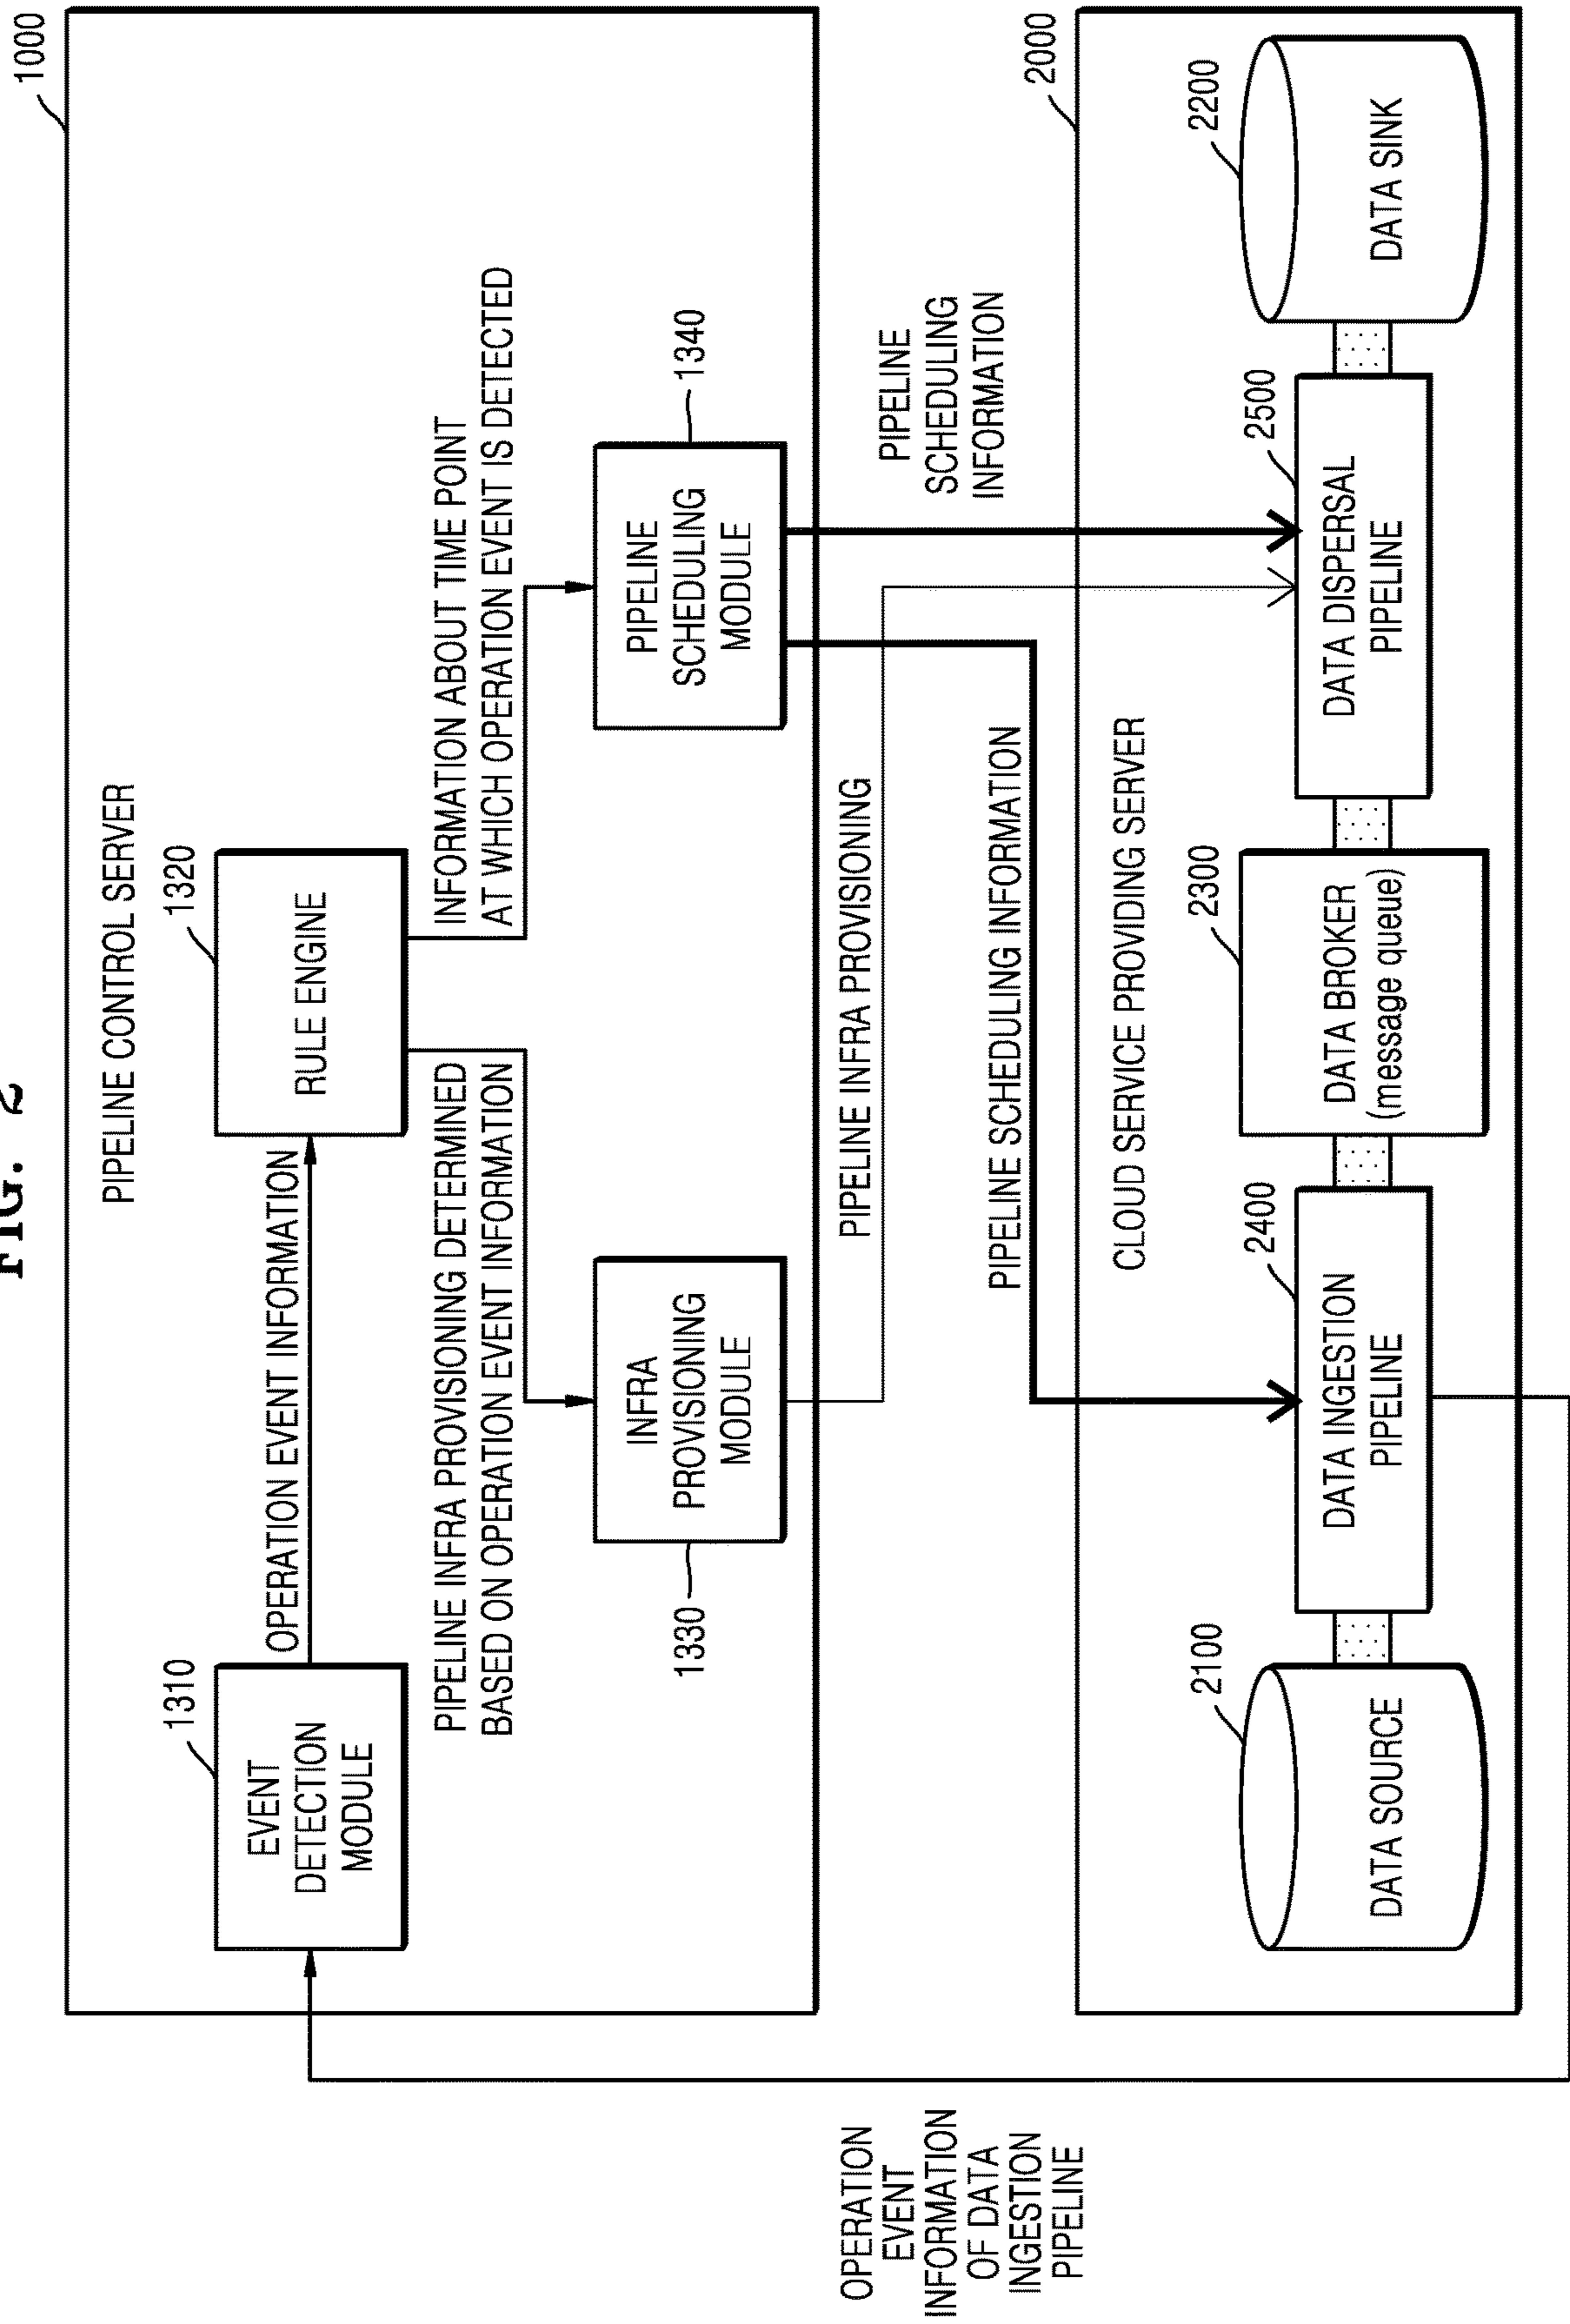 FIG. 2
1000
PIPELINE CONTROL SERVER
1310
EVENT
DETECTION
MODULE
OPERATION EVENT INFORMATION
1320
RULE ENGINE
PIPELINE INFRA PROVISIONING DETERMINED
BASED ON OPERATION EVENT INFORMATION
INFORMATION ABOUT TIME POINT
AT WHICH OPERATION EVENT IS DETECTED
1330
INFRA
PROVISIONING
MODULE
PIPELINE
SCHEDULING
MODULE
1340
OPERATION
EVENT
INFORMATION
OF DATA
INGESTION
PIPELINE
PIPELINE INFRA PROVISIONING
PIPELINE SCHEDULING INFORMATION
PIPELINE
SCHEDULING
INFORMATION
2000
CLOUD SERVICE PROVIDING SERVER
2100
DATA SOURCE
2400
DATA INGESTION
PIPELINE
2300
DATA BROKER
(message queue)
2500
DATA DISPERSAL
PIPELINE
2200
DATA SINK